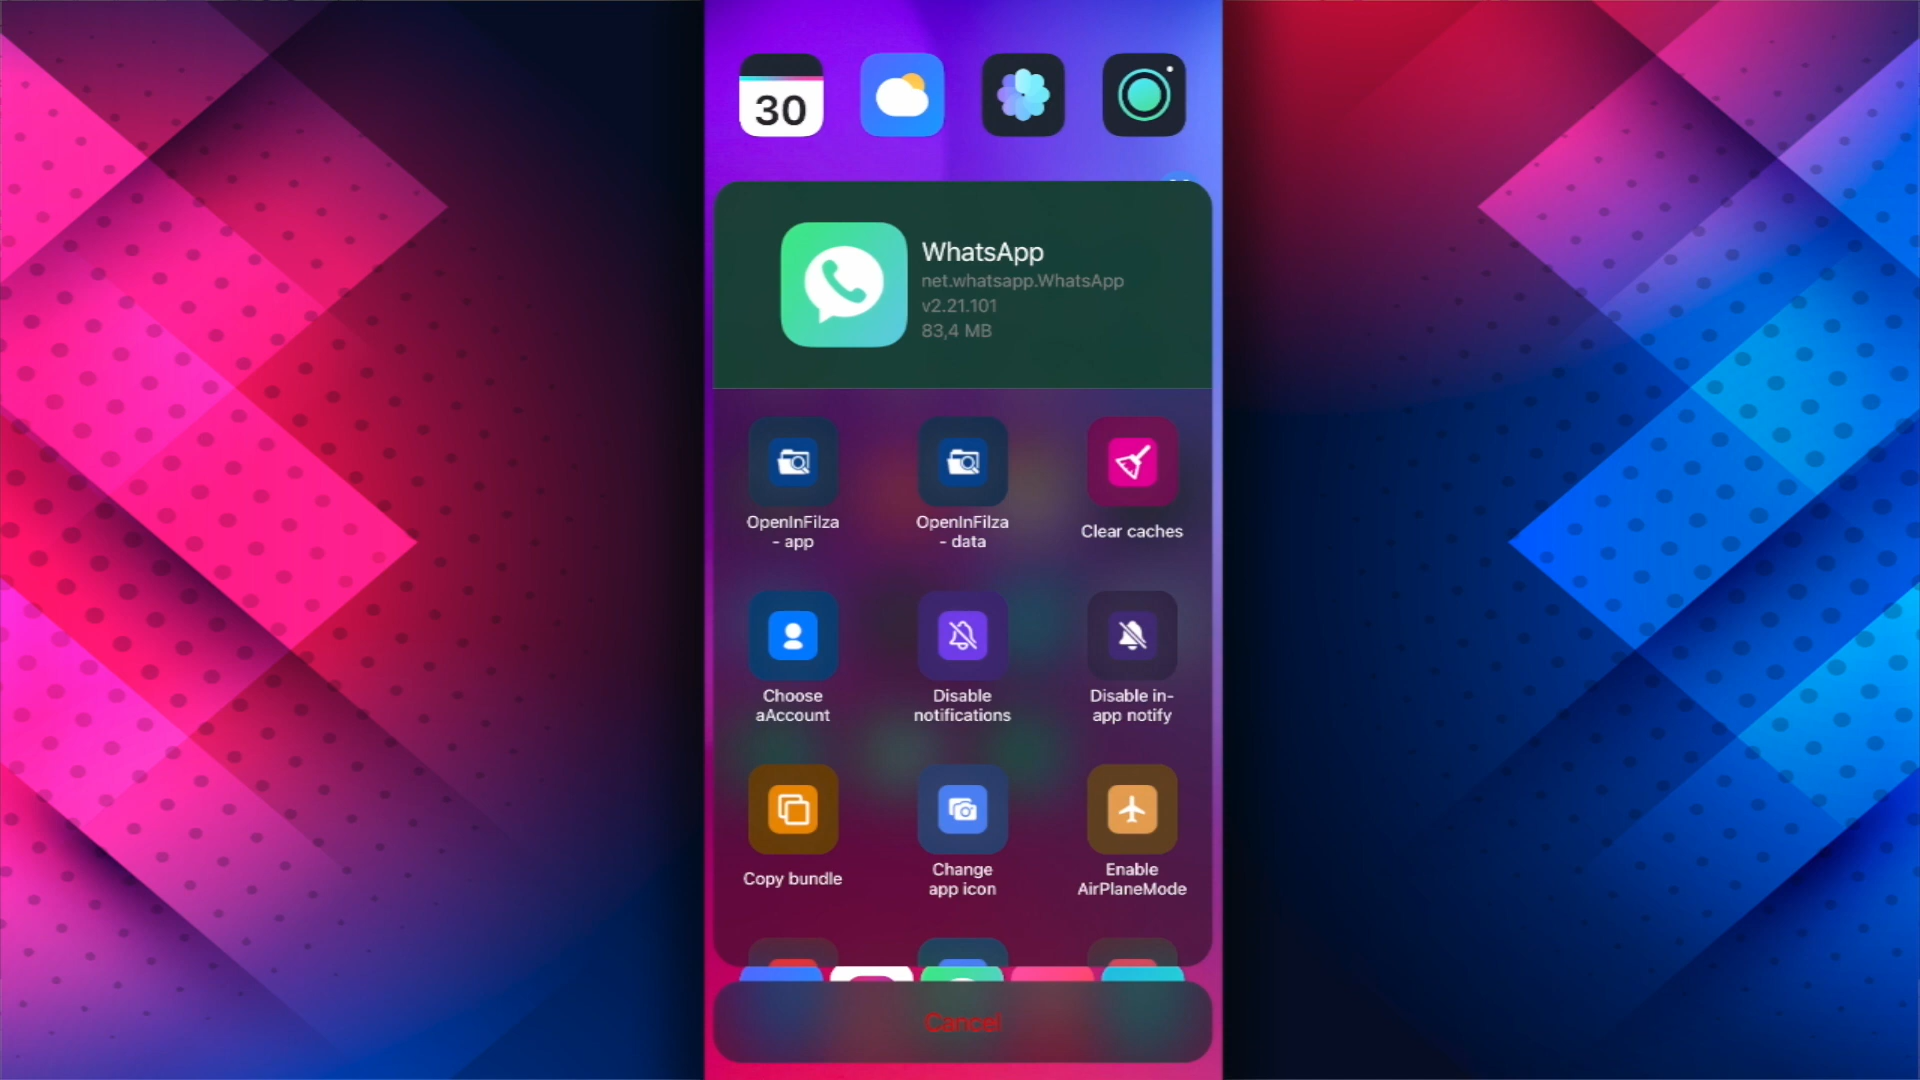 30
WhatsApp
net.whatsapp.WhatsApp
v2.21.101
83,4 MB
OpenInFilza
- app
OpenInFilza
- data
Clear caches
Choose
aAccount
Disable
notifications
Disable in-
app notify
Copy bundle
Change
app icon
Enable
AirPlaneMode
Cancel